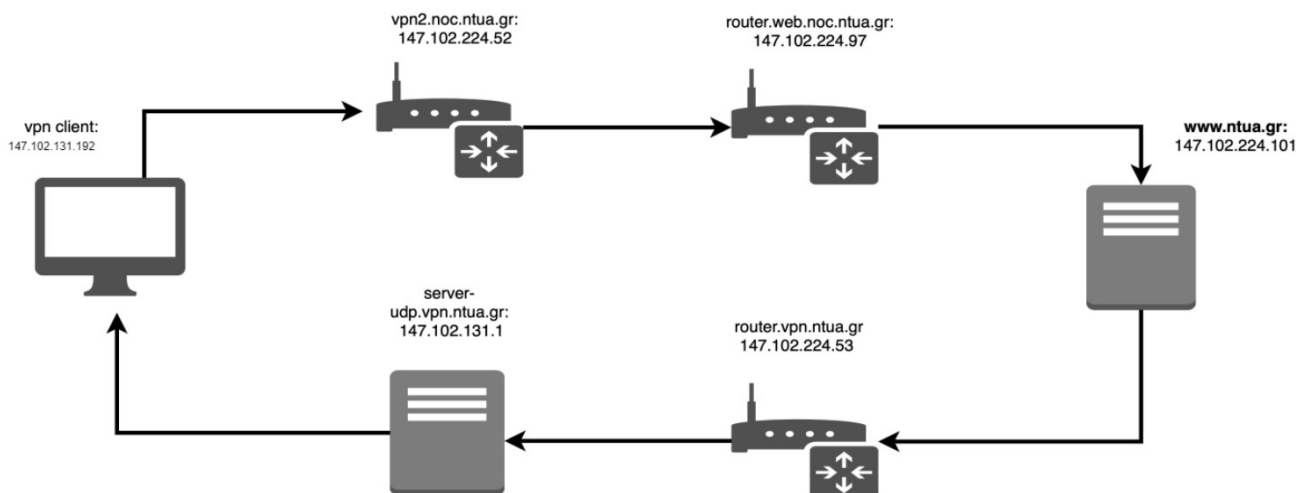 vpn2.noc.ntua.gr:
147.102.224.52
router.web.noc.ntua.gr:
147.102.224.97
vpn client:
147.102.131.192
www.ntua.gr:
147.102.224.101
server-
udp.vpn.ntua.gr:
147.102.131.1
router.vpn.ntua.gr
147.102.224.53